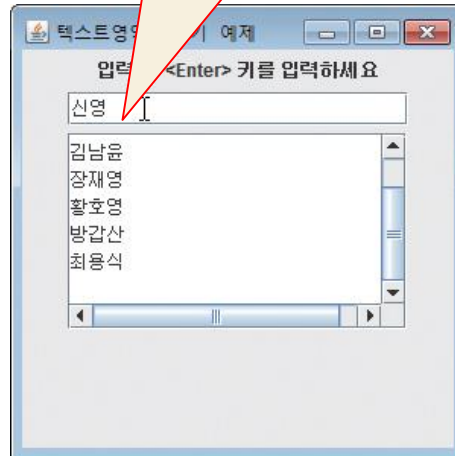 텍스트영 예제
입력 <Enter> 키를 입력하세요
신영
김남윤
장재영
황호영
방갑산
최용식